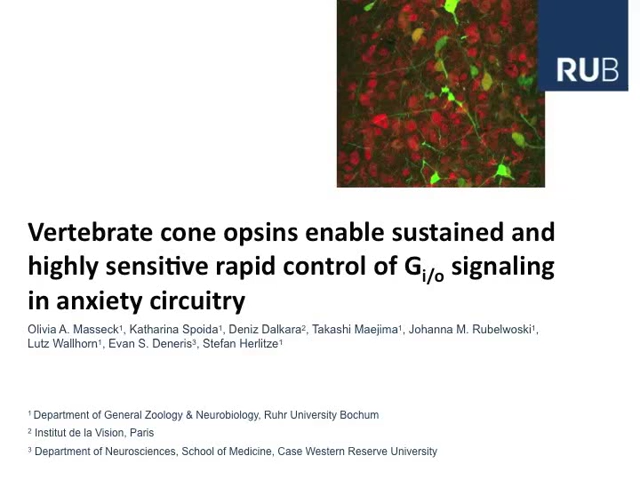 RUB
Vertebrate cone opsins enable sustained and
highly sensitive rapid control of Gi/o signaling
in anxiety circuitry
Olivia A. Masseck¹, Katharina Spoida¹, Deniz Dalkara², Takashi Maejima¹, Johanna M. Rubelwoski¹,
Lutz Wallhorn¹, Evan S. Deneris³, Stefan Herlitze¹
¹ Department of General Zoology & Neurobiology, Ruhr University Bochum
² Institut de la Vision, Paris
³ Department of Neurosciences, School of Medicine, Case Western Reserve University